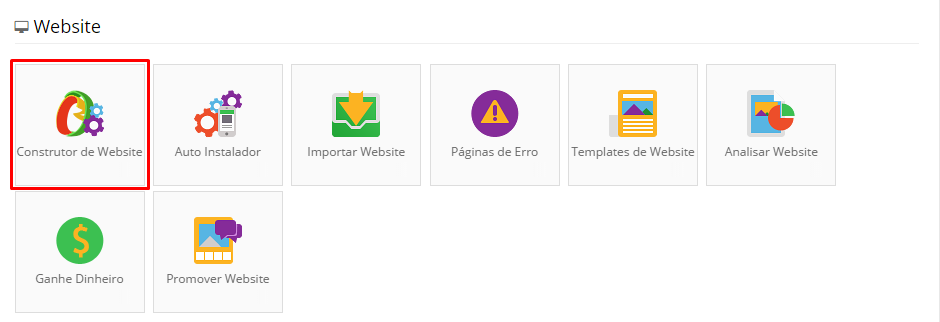 Website
Construtor de Website
Auto Instalador
Importar Website
Páginas de Erro
Templates de Website
Analisar Website
Ganhe Dinheiro
Promover Website